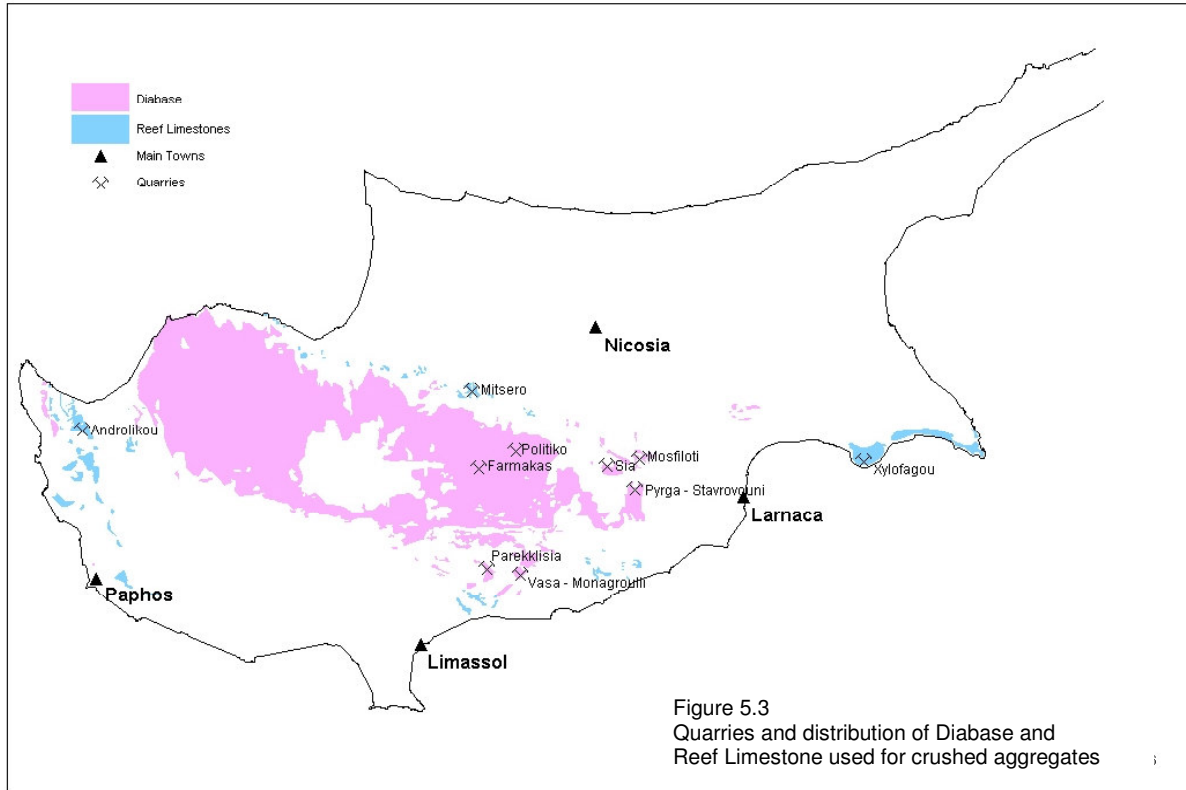 Diabase
Reef Limestones
Main Towns
Quarries
Nicosia
Mitsero
Androlikou
Politiko
Farmakas
Sia
Mosfiloti
Xylofagou
Pyrga - Stavrovouni
Larnaca
Parekklisia
Vasa - Monagroulli
Paphos
Limassol
Figure 5.3
Quarries and distribution of Diabase and
Reef Limestone used for crushed aggregates